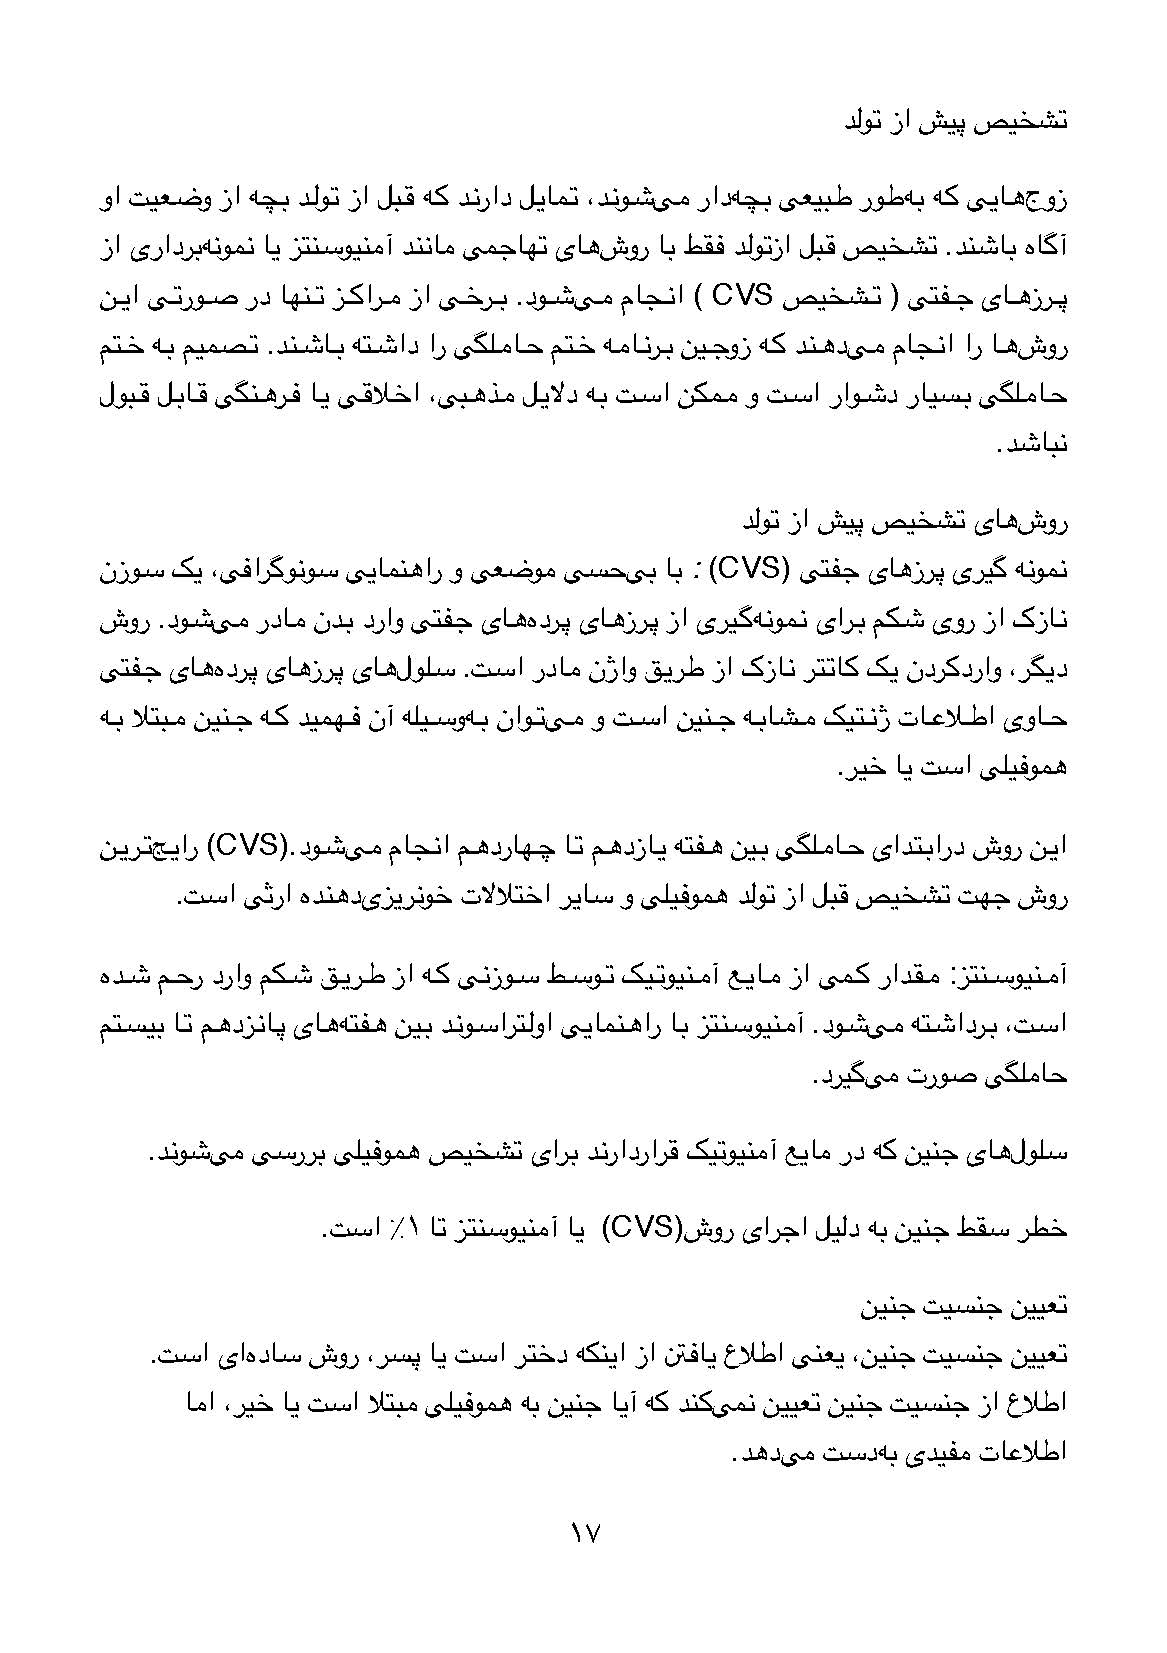 تشخیص پیش از تولد
زوج‌هایی که به‌طور طبیعی بچه‌دار می‌شوند، تمایل دارند که قبل از تولد بچه از وضعیت او
آگاه باشند. تشخیص قبل ازتولد فقط با روش‌های تهاجمی مانند آمنیوسنتز یا نمونه‌برداری از
پرزهای جفتی ( تشخیص CVS ) انجام می‌شود. برخی از مراکز تنها در صورتی این
روش‌ها را انجام می‌دهند که زوجین برنامه ختم حاملگی را داشته باشند. تصمیم به ختم
حاملگی بسیار دشوار است و ممکن است به دلایل مذهبی، اخلاقی یا فرهنگی قابل قبول
نباشد.
روش‌های تشخیص پیش از تولد
نمونه گیری پرزهای جفتی (CVS) : با بی‌حسی موضعی و راهنمایی سونوگرافی، یک سوزن
نازک از روی شکم برای نمونه‌گیری از پرزهای پرده‌های جفتی وارد بدن مادر می‌شود. روش
دیگر، واردکردن یک کاتتر نازک از طریق واژن مادر است. سلول‌های پرزهای پرده‌های جفتی
حاوی اطلاعات ژنتیک مشابه جنین است و می‌توان به‌وسیله آن فهمید که جنین مبتلا به
هموفیلی است یا خیر.
این روش درابتدای حاملگی بین هفته یازدهم تا چهاردهم انجام می‌شود.(CVS) رایج‌ترین
روش جهت تشخیص قبل از تولد هموفیلی و سایر اختلالات خونریزی‌دهنده ارثی است.
آمنیوسنتز: مقدار کمی از مایع آمنیوتیک توسط سوزنی که از طریق شکم وارد رحم شده
است، برداشته می‌شود. آمنیوسنتز با راهنمایی اولتراسوند بین هفته‌های پانزدهم تا بیستم
حاملگی صورت می‌گیرد.
سلول‌های جنین که در مایع آمنیوتیک قراردارند برای تشخیص هموفیلی بررسی می‌شوند.
خطر سقط جنین به دلیل اجرای روش(CVS) یا آمنیوسنتز تا ۱٪ است.
تعیین جنسیت جنین
تعیین جنسیت جنین، یعنی اطلاع یافتن از اینکه دختر است یا پسر، روش ساده‌ای است.
اطلاع از جنسیت جنین تعیین نمی‌کند که آیا جنین به هموفیلی مبتلا است یا خیر، اما
اطلاعات مفیدی به‌دست می‌دهد.
۱۷